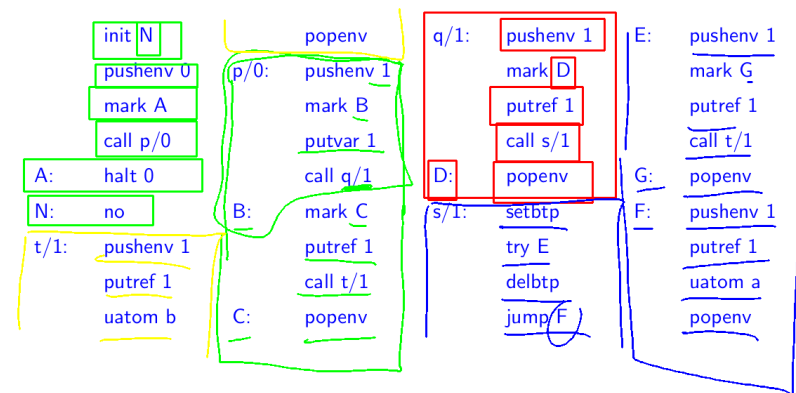 init N
pushenv 0
mark A
call p/0
A: halt 0
N: no
t/1: pushenv 1
putref 1
uatom b
popenv
p/0: pushenv 1
mark B
putvar 1
call q/1
B: mark C
putref 1
call t/1
C: popenv
q/1: pushenv 1
mark D
putref 1
call s/1
D: popenv
s/1: setbtp
try E
delbtp
jump F
E: pushenv 1
mark G
putref 1
call t/1
G: popenv
F: pushenv 1
putref 1
uatom a
popenv